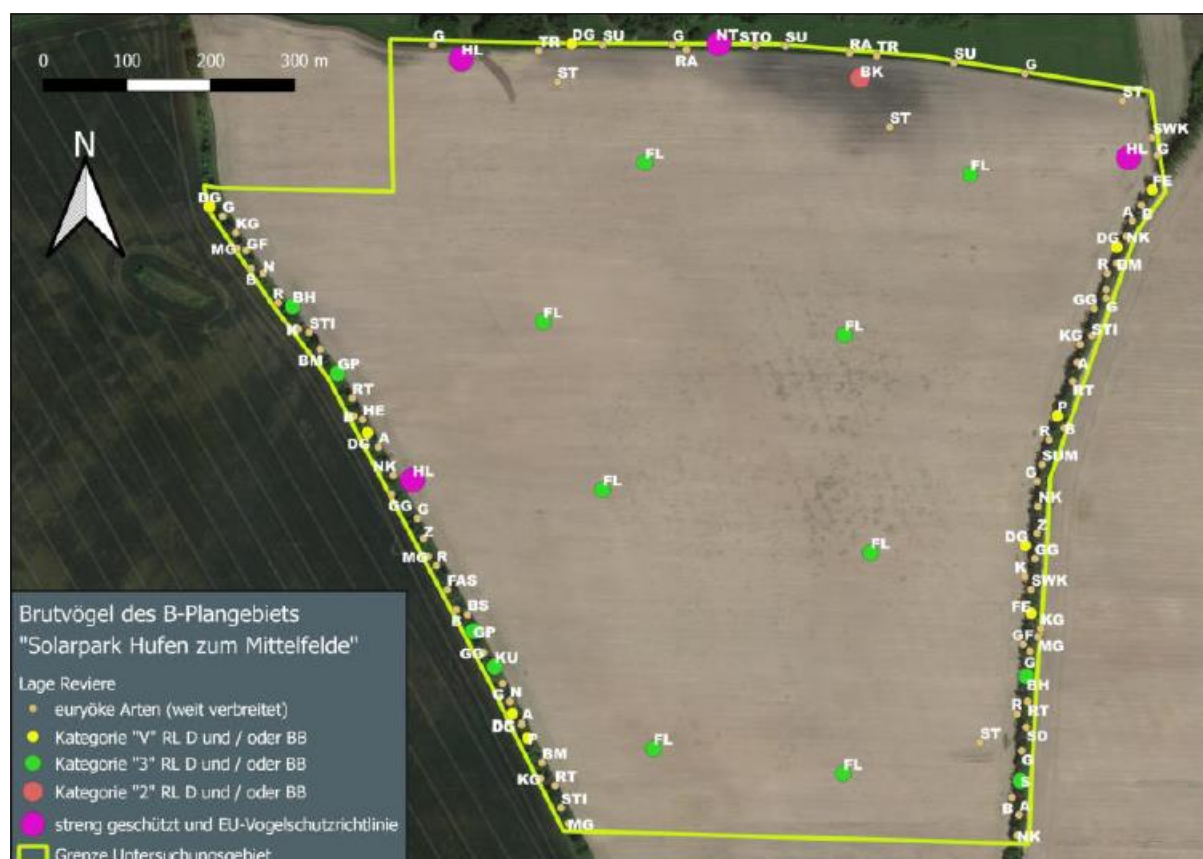 0 100 200 300 m
N
G
HL
TR
DG
SU
ST
G
RA
NT
STO
SU
RA
TR
BK
ST
SU
G
ST
SWK
G
HL
FE
FL
FL
FL
FL
FL
FL
FL
FL
ST
DG
G
KG
GF
MG
N
B
R
BH
K
STI
BM
GP
RT
HE
DG
A
NK
HL
GG
G
Z
MG
R
FAS
BS
GP
GG
KU
G
N
A
BM
KG
RT
STI
MG
A
B
DG
NK
R
BM
GG
G
STI
KG
A
RT
P
B
R
SUM
G
NK
Z
DG
GG
K
SWK
FE
KG
GF
MG
G
BH
R
RT
G
S
B
A
NK
Brutvögel des B-Plangebiets
"Solarpark Hufen zum Mittelfelde"
Lage Reviere
euryöke Arten (weit verbreitet)
Kategorie "V" RL D und / oder BB
Kategorie "3" RL D und / oder BB
Kategorie "2" RL D und / oder BB
streng geschützt und EU-Vogelschutzrichtlinie
Grenze Untersuchungsgebiet